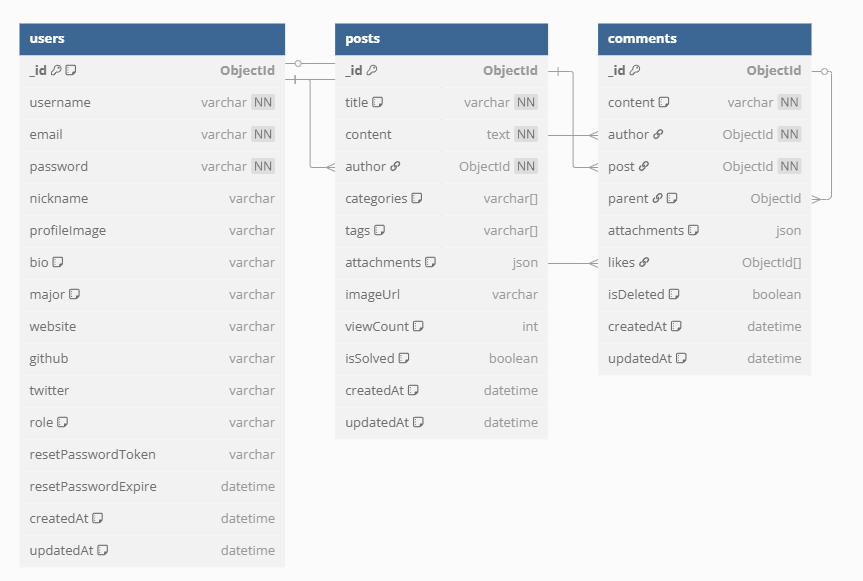 users
_id ObjectId
username varchar NN
email varchar NN
password varchar NN
nickname varchar
profileImage varchar
bio varchar
major varchar
website varchar
github varchar
twitter varchar
role varchar
resetPasswordToken varchar
resetPasswordExpire datetime
createdAt datetime
updatedAt datetime
posts
_id ObjectId
title varchar NN
content text NN
author ObjectId NN
categories varchar[]
tags varchar[]
attachments json
imageUrl varchar
viewCount int
isSolved boolean
createdAt datetime
updatedAt datetime
comments
_id ObjectId
content varchar NN
author ObjectId NN
post ObjectId NN
parent ObjectId
attachments json
likes ObjectId[]
isDeleted boolean
createdAt datetime
updatedAt datetime